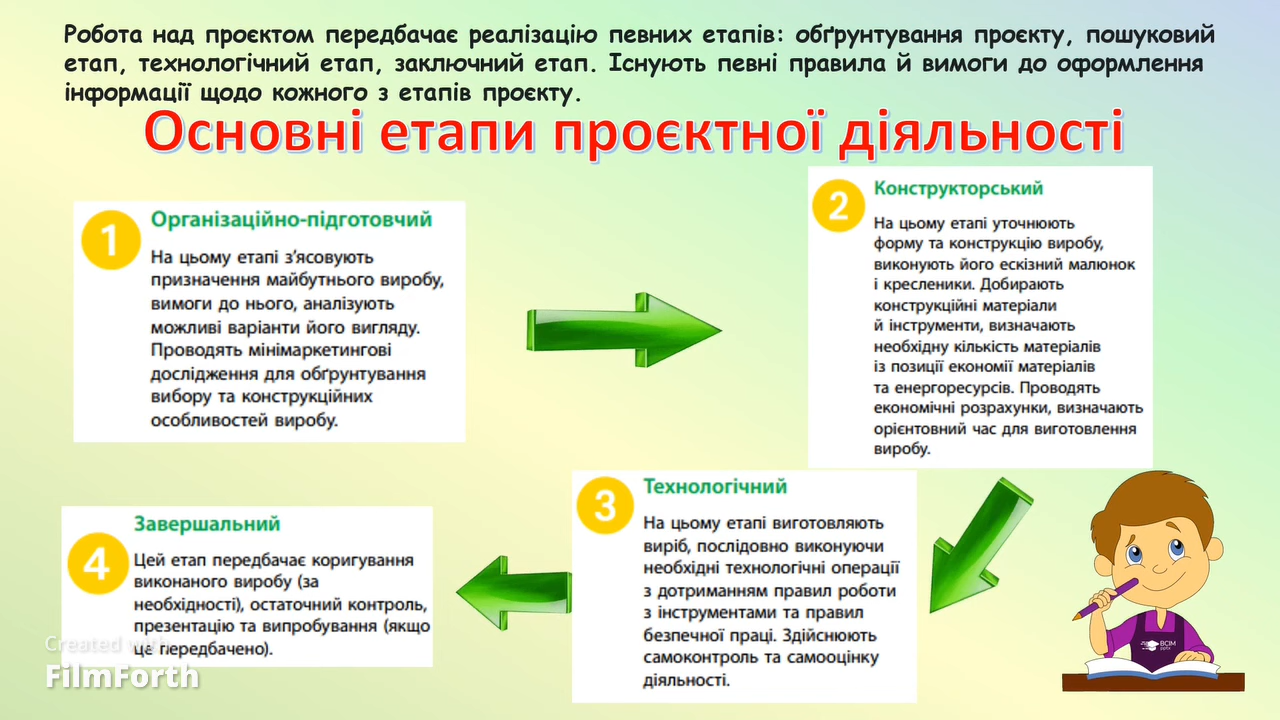 Робота над проєктом передбачає реалізацію певних етапів: обґрунтування проєкту, пошуковий
етап, технологічний етап, заключний етап. Існують певні правила й вимоги до оформлення
інформації щодо кожного з етапів проєкту.
Основні етапи проєктної діяльності
1
Організаційно-підготовчий
На цьому етапі з'ясовують
призначення майбутнього виробу,
вимоги до нього, аналізують
можливі варіанти його вигляду.
Проводять мінімаркетингові
дослідження для обґрунтування
вибору та конструкційних
особливостей виробу.
2
Конструкторський
На цьому етапі уточнюють
форму та конструкцію виробу,
виконують його ескізний малюнок
і кресленики. Добирають
конструкційні матеріали
й інструменти, визначають
необхідну кількість матеріалів
із позиції економії матеріалів
та енергоресурсів. Проводять
економічні розрахунки, визначають
орієнтовний час для виготовлення
виробу.
3
Технологічний
На цьому етапі виготовляють
виріб, послідовно виконуючи
необхідні технологічні операції
з дотриманням правил роботи
з інструментами та правил
безпечної праці. Здійснюють
самоконтроль та самооцінку
діяльності.
4
Завершальний
Цей етап передбачає коригування
виконаного виробу (за
необхідності), остаточний контроль,
презентацію та випробування (якщо
це передбачено).
Created with
FilmForth
ВСІМ
pptx